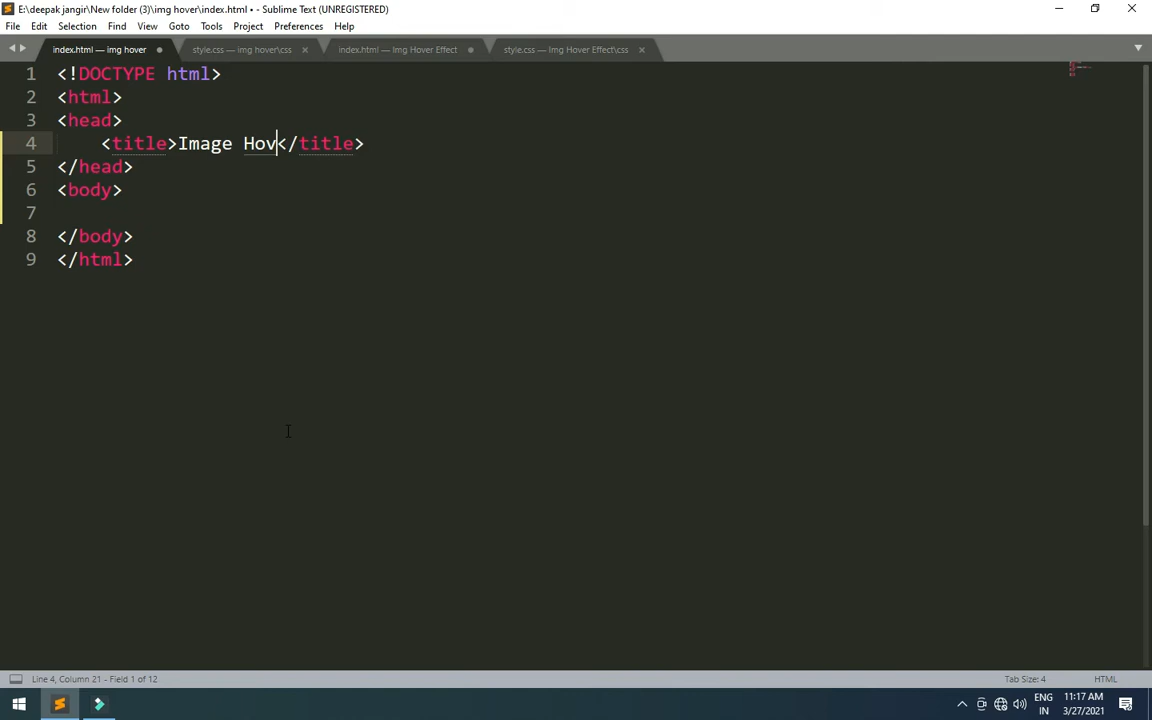 E:\deepak jangir\New folder (3)\img hover\index.html • - Sublime Text (UNREGISTERED)
File Edit Selection Find View Goto Tools Project Preferences Help
index.html — img hover style.css — img hover\css index.html — Img Hover Effect style.css — Img Hover Effect\css
1 <!DOCTYPE html>
2 <html>
3 <head>
4 <title>Image Hov</title>
5 </head>
6 <body>
7
8 </body>
9 </html>
Line 4, Column 21 - Field 1 of 12 Tab Size: 4 HTML
ENG 11:17 AM
IN 3/27/2021